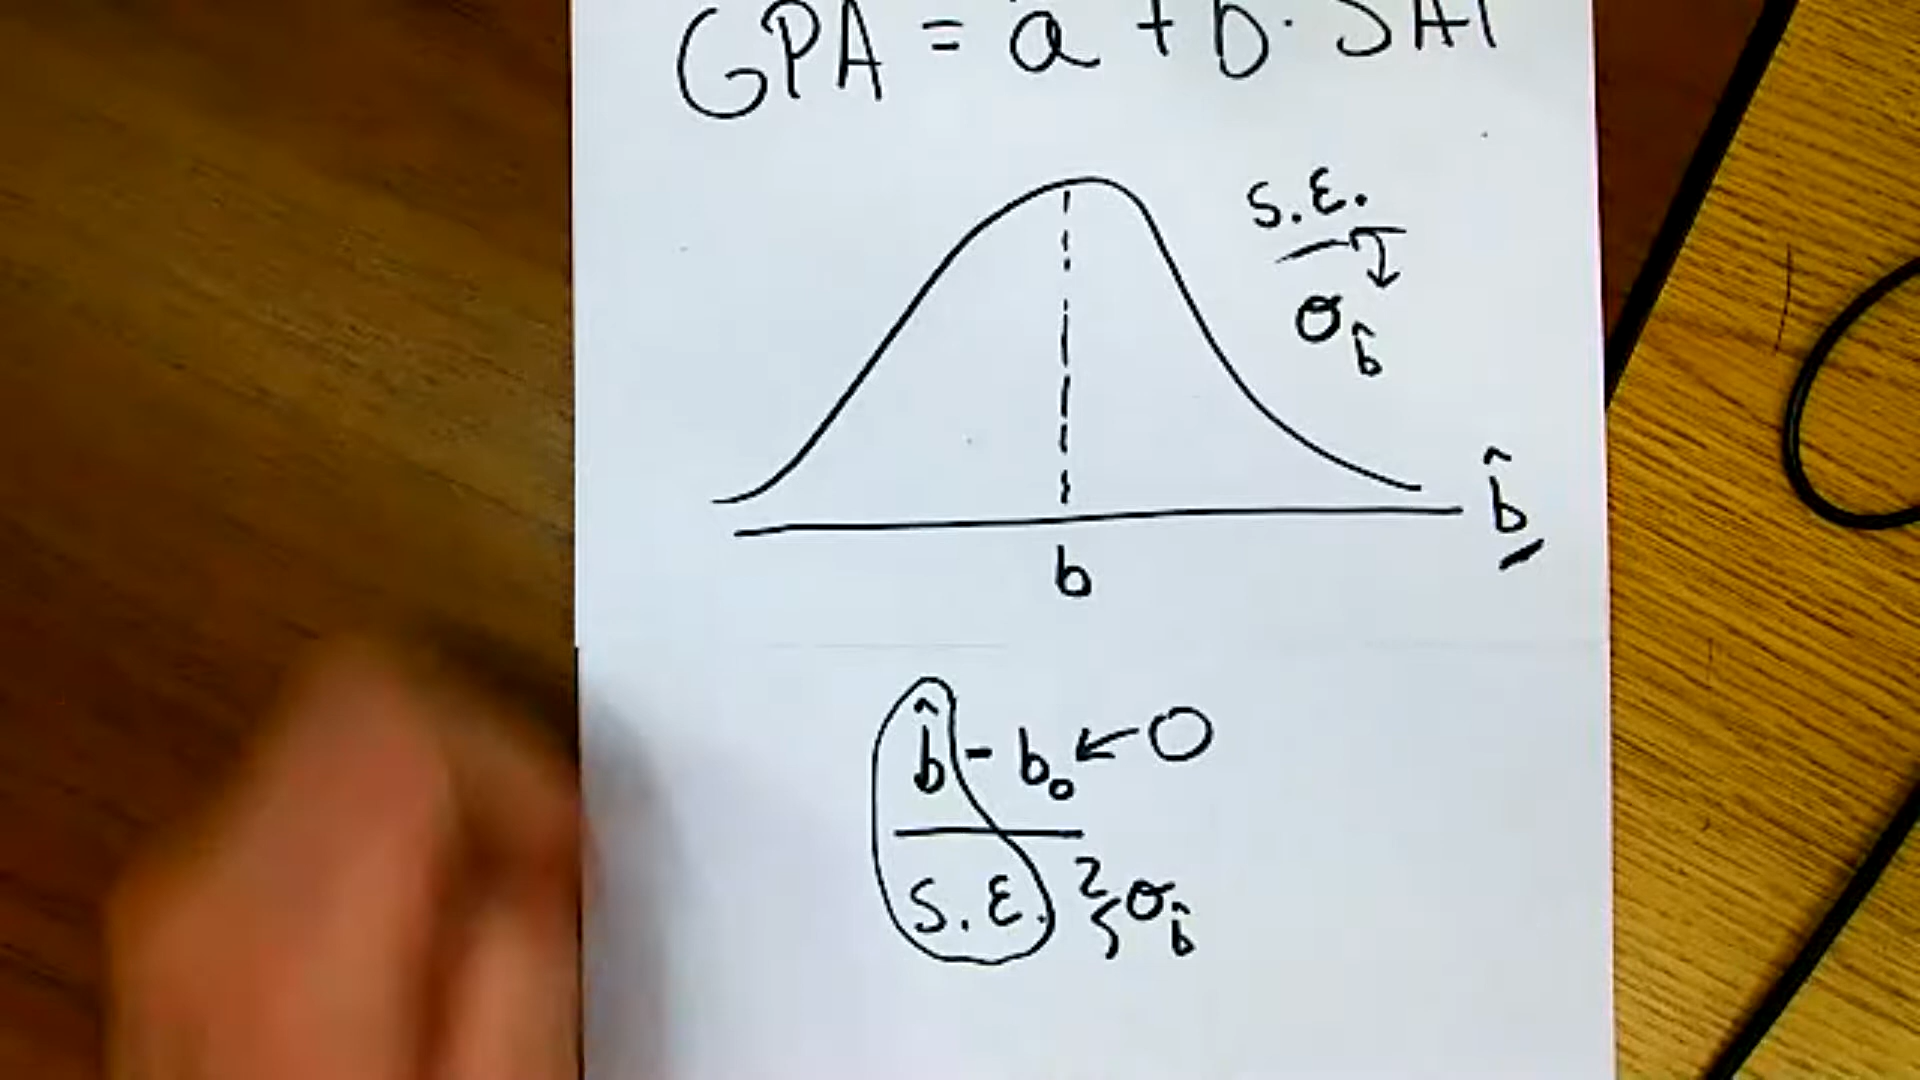 GPA = a + b · SAT
S.E.
σ_b̂
b̂
b
b̂ - b₀ ← 0
S.E. ≈ σ_b̂